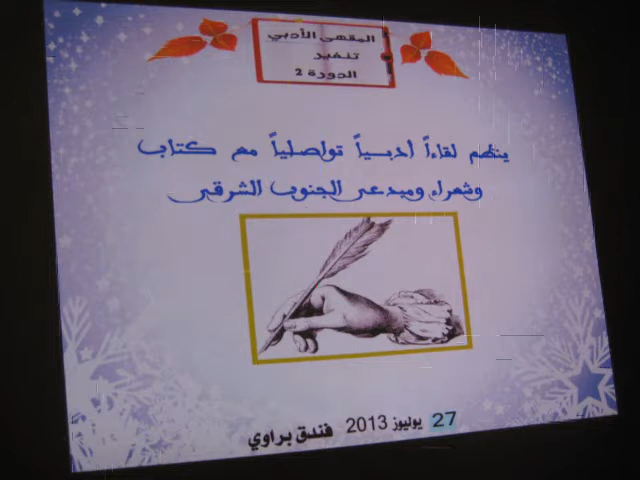 المقهى الأدبي
تنغير
الدورة 2
ينظم لقاءاً أدبياً تواصلياً مع كتاب
وشعراء ومبدعي الجنوب الشرقي
27 يوليوز 2013 فندق براوي